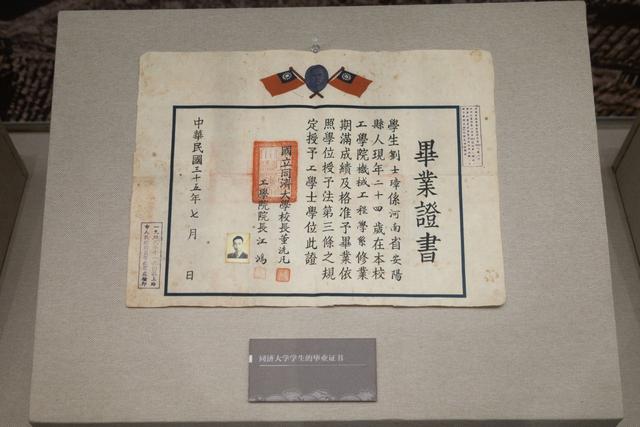 畢業證書
學生劉士璋係河南省安陽
縣人現年二十四歲在本校
工學院機械工程學系修業
期滿成績及格准予畢業依
照學位授予法第三條之規
定授予工學士學位此證
國立同濟大學校長董洗凡
工學院院長江鴻
中華民國三十五年七月 日
同济大学学生的毕业证书